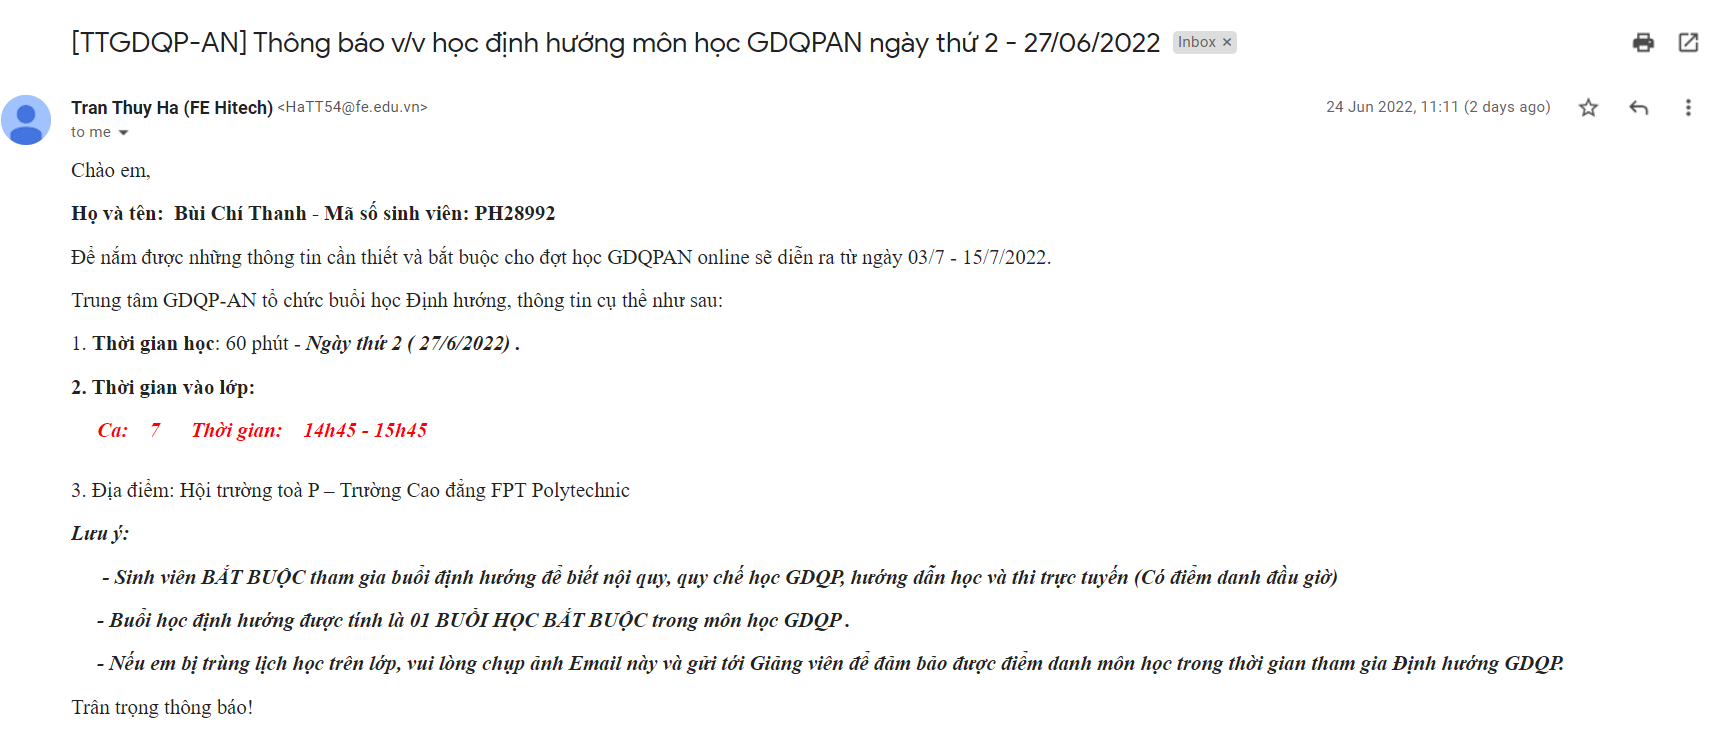 [TTGDQP-AN] Thông báo v/v học định hướng môn học GDQPAN ngày thứ 2 - 27/06/2022 Inbox ×
Tran Thuy Ha (FE Hitech) <HaTT54@fe.edu.vn> 24 Jun 2022, 11:11 (2 days ago)
to me
Chào em,
Họ và tên: Bùi Chí Thanh - Mã số sinh viên: PH28992
Để nắm được những thông tin cần thiết và bắt buộc cho đợt học GDQPAN online sẽ diễn ra từ ngày 03/7 - 15/7/2022.
Trung tâm GDQP-AN tổ chức buổi học Định hướng, thông tin cụ thể như sau:
1. Thời gian học: 60 phút - Ngày thứ 2 ( 27/6/2022) .
2. Thời gian vào lớp:
Ca: 7 Thời gian: 14h45 - 15h45
3. Địa điểm: Hội trường toà P – Trường Cao đẳng FPT Polytechnic
Lưu ý:
- Sinh viên BẮT BUỘC tham gia buổi định hướng để biết nội quy, quy chế học GDQP, hướng dẫn học và thi trực tuyến (Có điểm danh đầu giờ)
- Buổi học định hướng được tính là 01 BUỔI HỌC BẮT BUỘC trong môn học GDQP .
- Nếu em bị trùng lịch học trên lớp, vui lòng chụp ảnh Email này và gửi tới Giảng viên để đảm bảo được điểm danh môn học trong thời gian tham gia Định hướng GDQP.
Trân trọng thông báo!